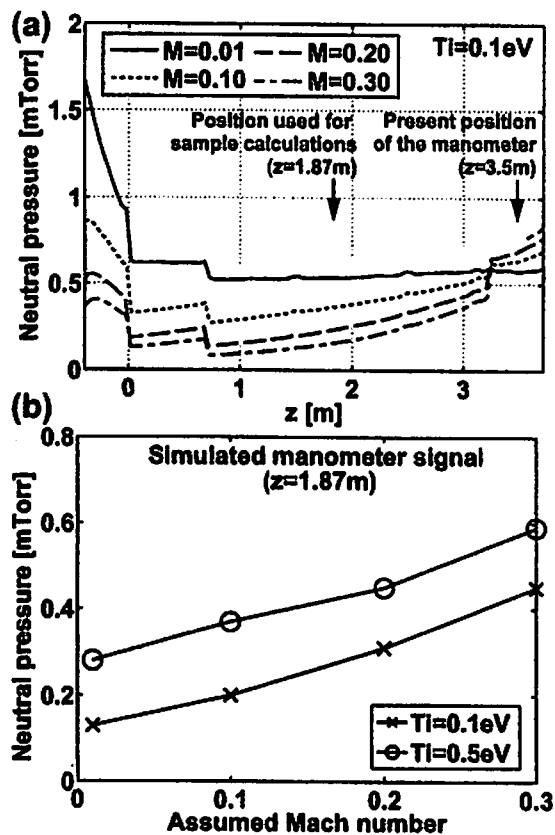 (a)
2
1.5
1
0.5
0
Neutral pressure [mTorr]
M=0.01
M=0.20
M=0.10
M=0.30
Ti=0.1eV
Position used for
sample calculations
(z=1.87m)
Present position
of the manometer
(z=3.5m)
0
1
2
3
z [m]
(b)
0.8
0.6
0.4
0.2
0
Neutral pressure [mTorr]
Simulated manometer signal
(z=1.87m)
Ti=0.1eV
Ti=0.5eV
0
0.1
0.2
0.3
Assumed Mach number